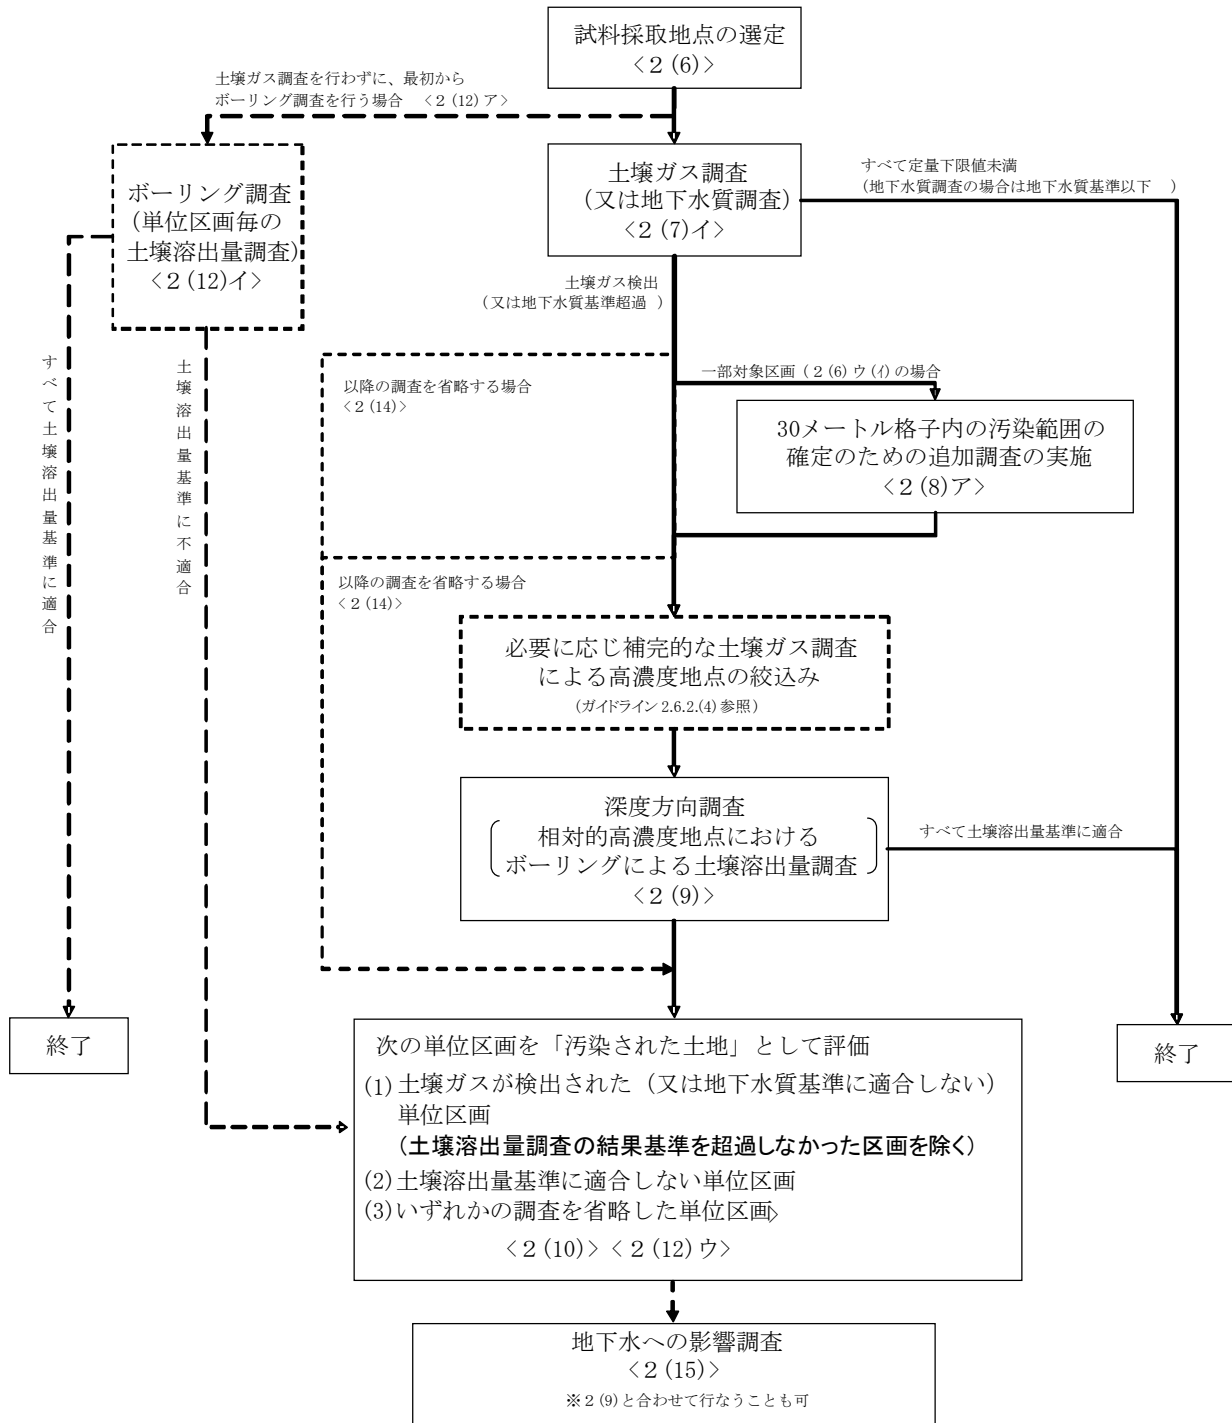 試料採取地点の選定
＜２(６)＞
土壌ガス調査を行わずに、最初から
ボーリング調査を行う場合　＜２(12)ア＞
ボーリング調査
(単位区画毎の
土壌溶出量調査)
＜２(12)イ＞
土壌ガス調査
(又は地下水質調査)
＜２(７)イ＞
すべて定量下限値未満
(地下水質調査の場合は地下水質基準以下　)
土壌ガス検出
(又は地下水質基準超過　)
すべて土壌溶出量基準に適合
土壌溶出量基準に不適合
以降の調査を省略する場合
＜２(14)＞
一部対象区画（２(６)ウ(ｲ)の場合
30メートル格子内の汚染範囲の
確定のための追加調査の実施
＜２(８)ア＞
以降の調査を省略する場合
＜２(14)＞
必要に応じ補完的な土壌ガス調査
による高濃度地点の絞込み
(ガイドライン 2.6.2.(4) 参照)
深度方向調査
相対的高濃度地点における
ボーリングによる土壌溶出量調査
＜２(９)＞
すべて土壌溶出量基準に適合
終了
終了
次の単位区画を「汚染された土地」として評価
(1)土壌ガスが検出された（又は地下水質基準に適合しない）
単位区画
（土壌溶出量調査の結果基準を超過しなかった区画を除く）
(2)土壌溶出量基準に適合しない単位区画
(3)いずれかの調査を省略した単位区画＞
＜２(10)＞＜２(12)ウ＞
地下水への影響調査
＜２(15)＞
※２(９)と合わせて行なうことも可